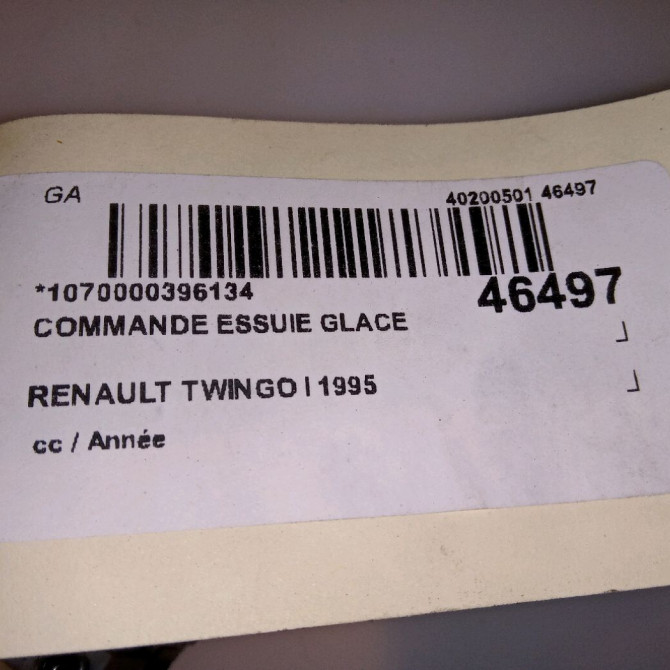 GA
40200501 46497
*1070000396134
46497
COMMANDE ESSUIE GLACE
RENAULT TWINGO I 1995
cc / Année